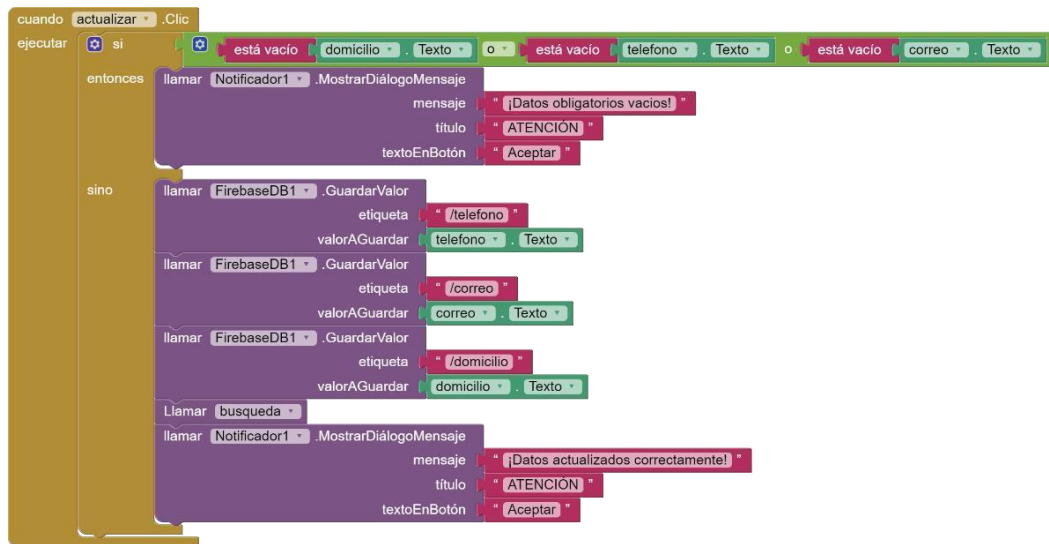 cuando actualizar .Clic
ejecutar si está vacío domicilio . Texto o está vacío telefono . Texto o está vacío correo . Texto
entonces llamar Notificador1 .MostrarDiálogoMensaje
mensaje " ¡Datos obligatorios vacios! "
título " ATENCIÓN "
textoEnBotón " Aceptar "
sino llamar FirebaseDB1 .GuardarValor
etiqueta " /telefono "
valorAGuardar telefono . Texto
llamar FirebaseDB1 .GuardarValor
etiqueta " /correo "
valorAGuardar correo . Texto
llamar FirebaseDB1 .GuardarValor
etiqueta " /domicilio "
valorAGuardar domicilio . Texto
Llamar busqueda
llamar Notificador1 .MostrarDiálogoMensaje
mensaje " ¡Datos actualizados correctamente! "
título " ATENCIÓN "
textoEnBotón " Aceptar "